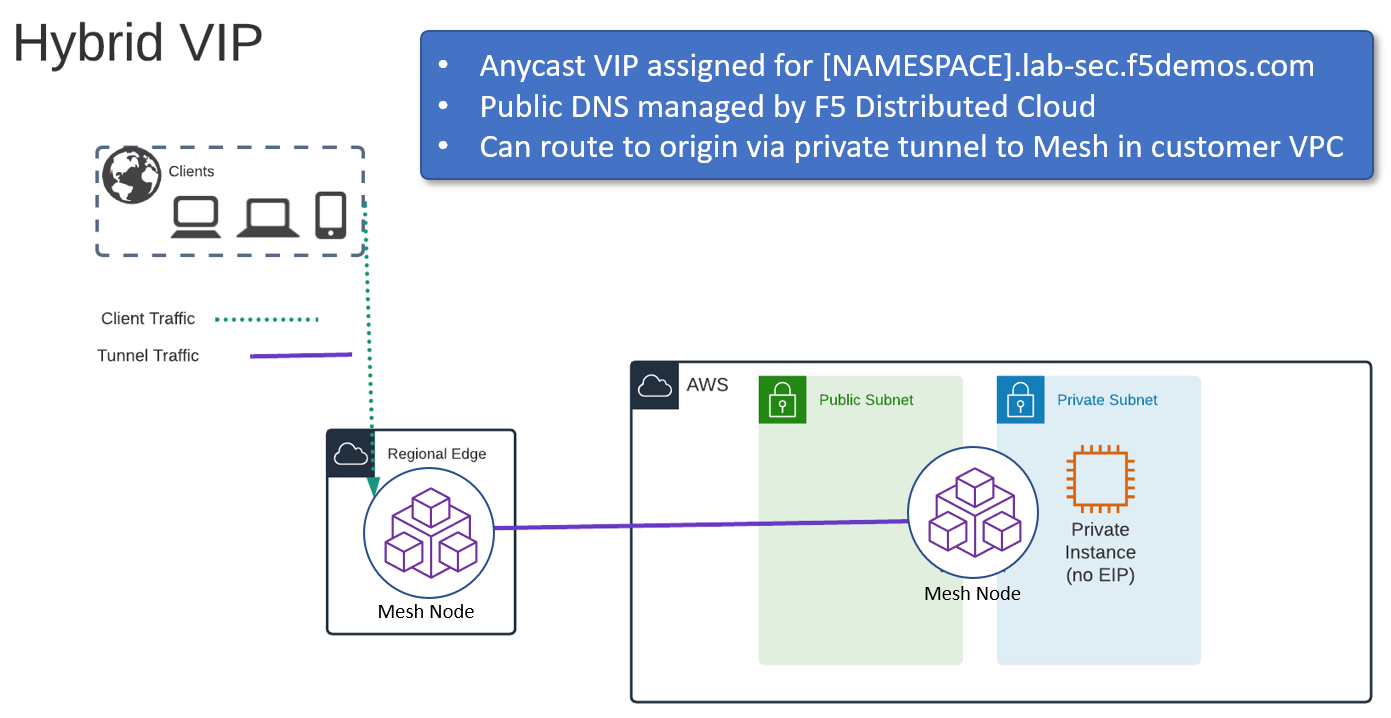 Hybrid VIP
• Anycast VIP assigned for [NAMESPACE].lab-sec.f5demos.com
• Public DNS managed by F5 Distributed Cloud
• Can route to origin via private tunnel to Mesh in customer VPC
Clients
Client Traffic
Tunnel Traffic
Regional Edge
Mesh Node
AWS
Public Subnet
Private Subnet
Mesh Node
Private
Instance
(no EIP)